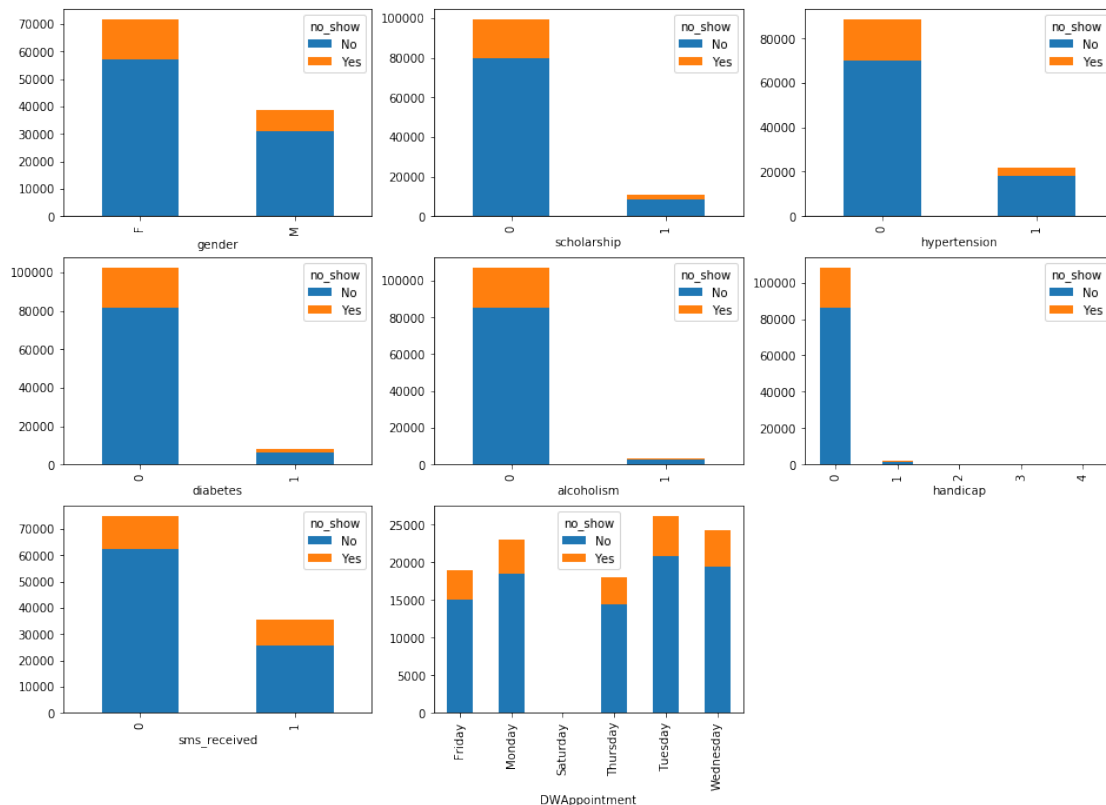 70000
60000
50000
40000
30000
20000
10000
0
no_show
No
Yes
F
M
gender
100000
80000
60000
40000
20000
0
no_show
No
Yes
0
1
scholarship
80000
60000
40000
20000
0
no_show
No
Yes
0
1
hypertension
100000
80000
60000
40000
20000
0
no_show
No
Yes
0
1
diabetes
100000
80000
60000
40000
20000
0
no_show
No
Yes
0
1
alcoholism
100000
80000
60000
40000
20000
0
no_show
No
Yes
0
1
2
3
4
handicap
70000
60000
50000
40000
30000
20000
10000
0
no_show
No
Yes
0
1
sms_received
25000
20000
15000
10000
5000
0
no_show
No
Yes
Friday
Monday
Saturday
Thursday
Tuesday
Wednesday
DWAppointment